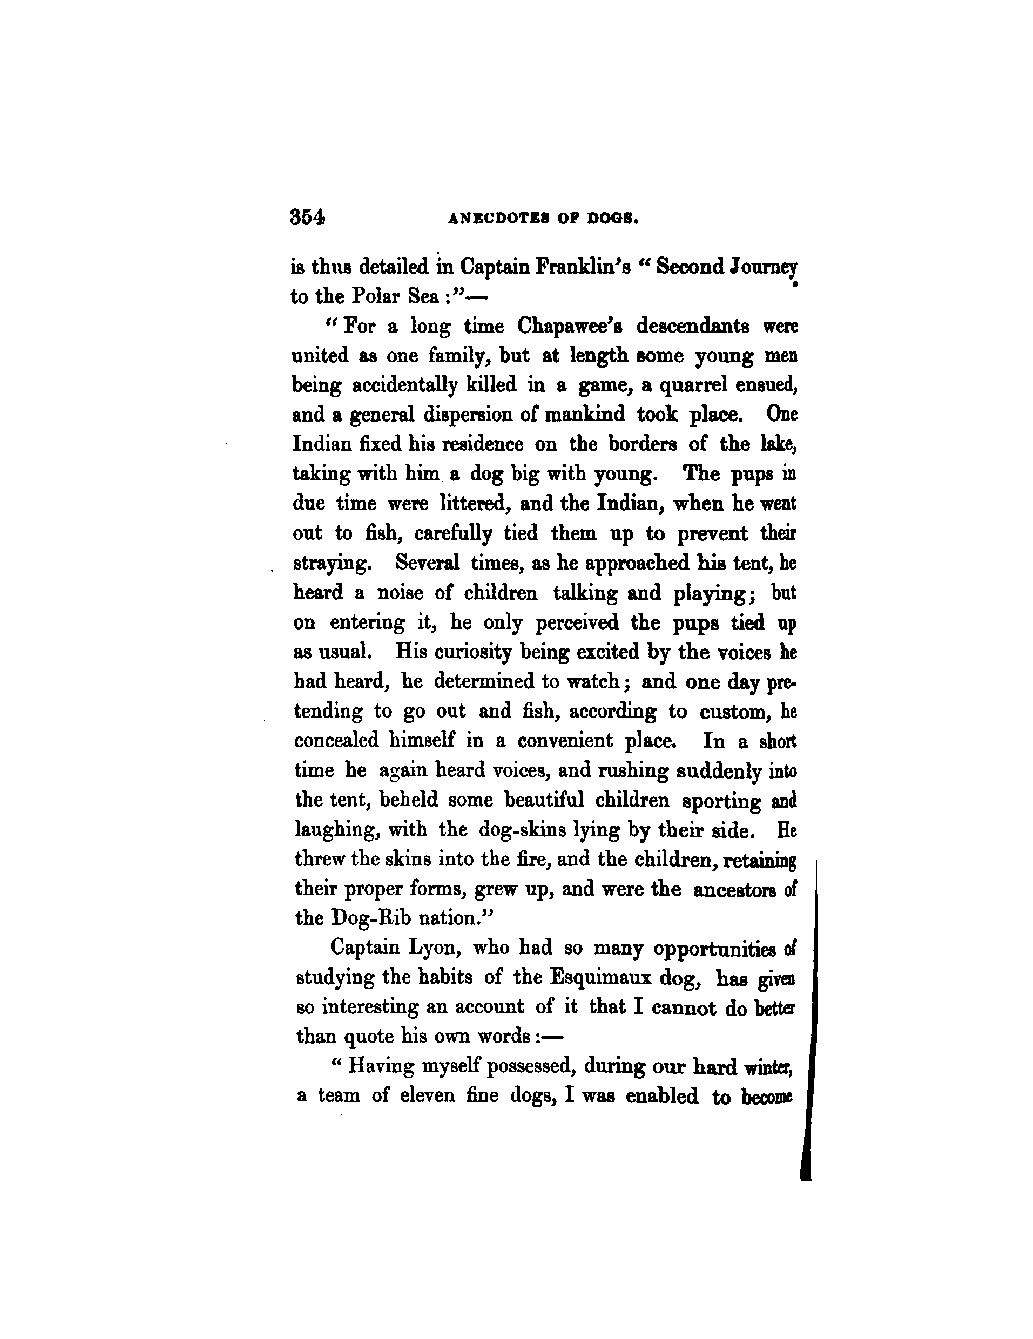 354 ANECDOTES OF DOGS.
is thus detailed in Captain Franklin's “ Second Journey
to the Polar Sea :”—
“ For a long time Chapawee's descendants were
united as one family, but at length some young men
being accidentally killed in a game, a quarrel ensued,
and a general dispersion of mankind took place. One
Indian fixed his residence on the borders of the lake,
taking with him a dog big with young. The pups in
due time were littered, and the Indian, when he went
out to fish, carefully tied them up to prevent their
straying. Several times, as he approached his tent, he
heard a noise of children talking and playing; but
on entering it, he only perceived the pups tied up
as usual. His curiosity being excited by the voices he
had heard, he determined to watch; and one day pre-
tending to go out and fish, according to custom, he
concealed himself in a convenient place. In a short
time he again heard voices, and rushing suddenly into
the tent, beheld some beautiful children sporting and
laughing, with the dog-skins lying by their side. He
threw the skins into the fire, and the children, retaining
their proper forms, grew up, and were the ancestors of
the Dog-Rib nation.”
Captain Lyon, who had so many opportunities of
studying the habits of the Esquimaux dog, has given
so interesting an account of it that I cannot do better
than quote his own words :—
“ Having myself possessed, during our hard winter,
a team of eleven fine dogs, I was enabled to become